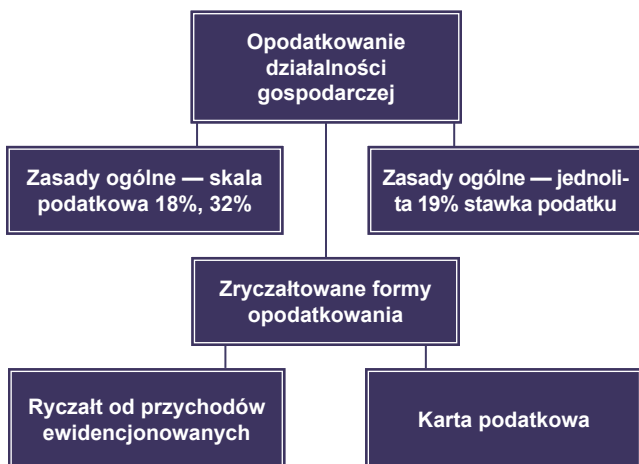 Opodatkowanie
działalności
gospodarczej
Zasady ogólne — skala
podatkowa 18%, 32%
Zasady ogólne — jednoli-
ta 19% stawka podatku
Zryczałtowane formy
opodatkowania
Ryczałt od przychodów
ewidencjonowanych
Karta podatkowa